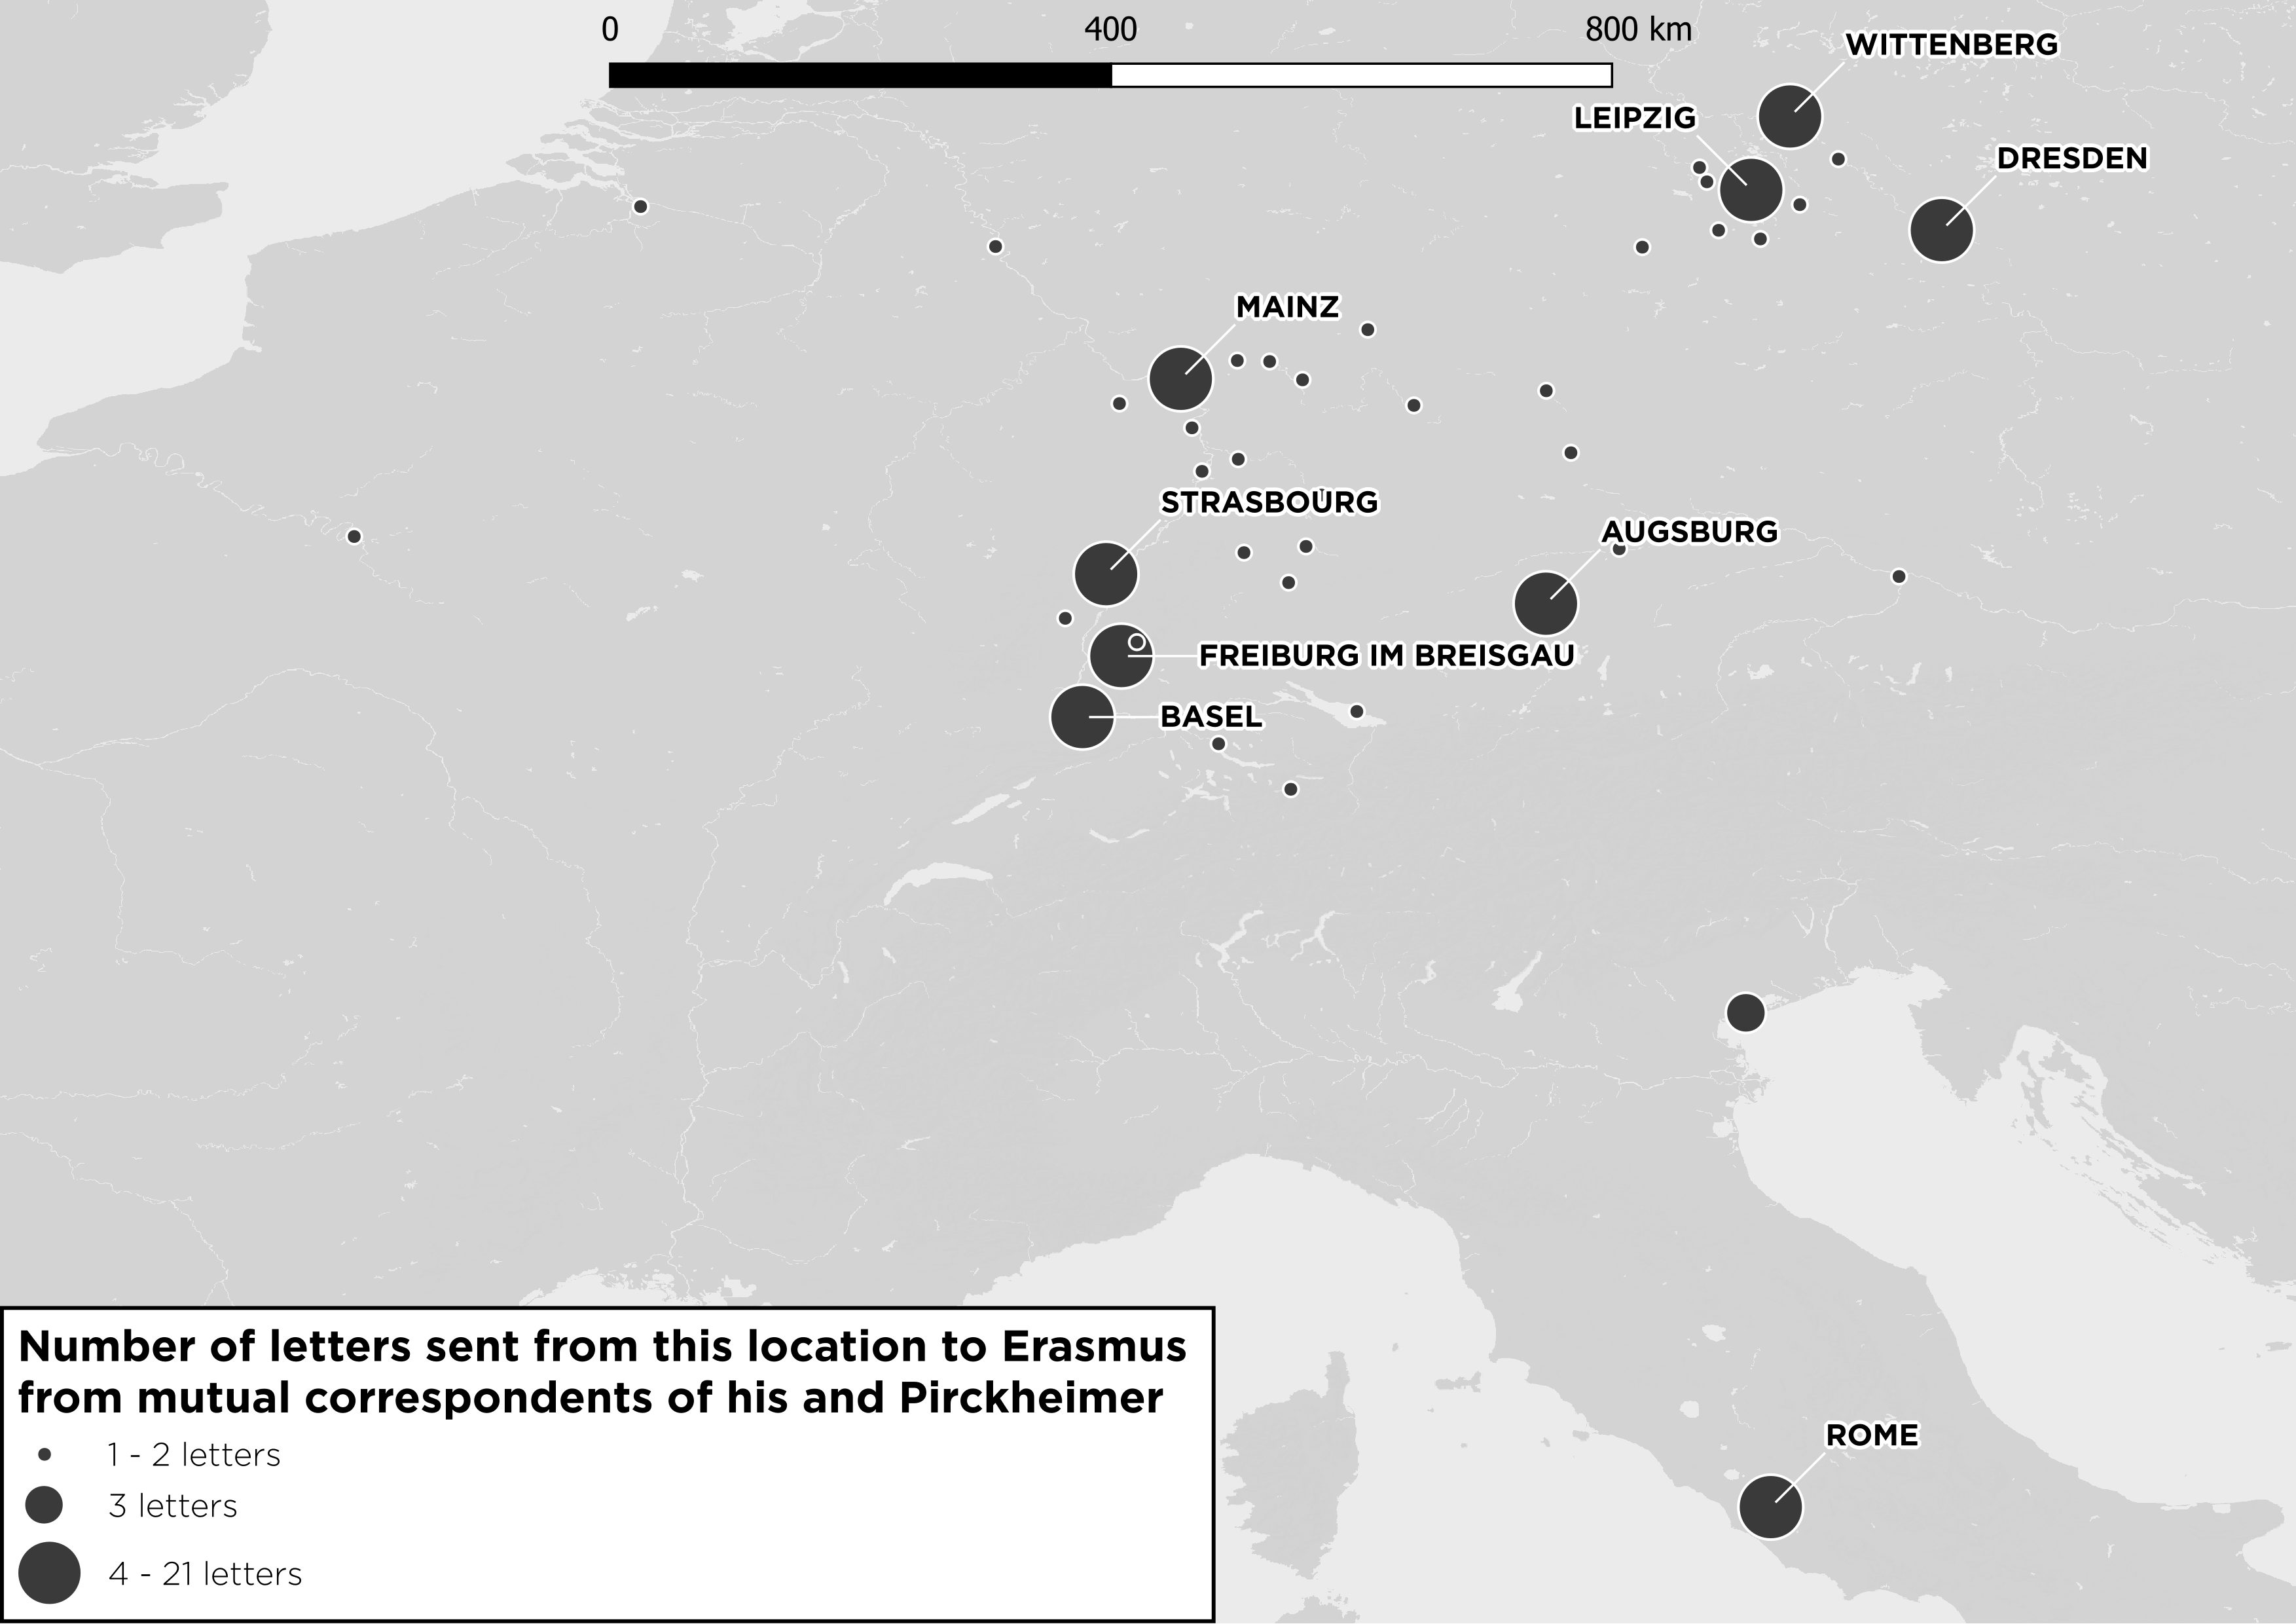 0 400 800 km
WITTENBERG
LEIPZIG
DRESDEN
MAINZ
STRASBOURG
AUGSBURG
FREIBURG IM BREISGAU
BASEL
ROME
Number of letters sent from this location to Erasmus
from mutual correspondents of his and Pirckheimer
1 - 2 letters
3 letters
4 - 21 letters